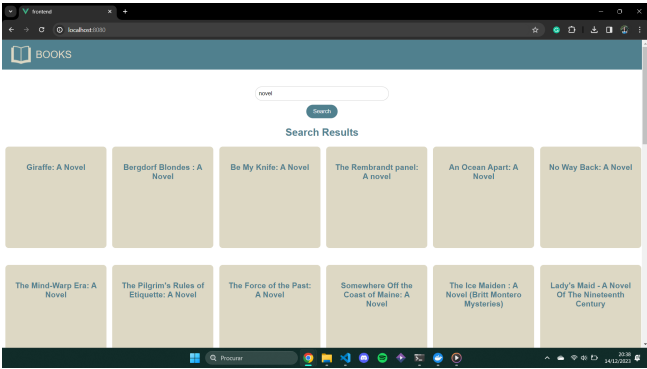 frontend
localhost:8080
BOOKS
novel
Search
Search Results
Giraffe: A Novel
Bergdorf Blondes : A
Novel
Be My Knife: A Novel
The Rembrandt panel:
A novel
An Ocean Apart: A
Novel
No Way Back: A Novel
The Mind-Warp Era: A
Novel
The Pilgrim's Rules of
Etiquette: A Novel
The Force of the Past:
A Novel
Somewhere Off the
Coast of Maine: A
Novel
The Ice Maiden : A
Novel (Britt Montero
Mysteries)
Lady's Maid - A Novel
Of The Nineteenth
Century
Procurar
20:38
14/12/2023